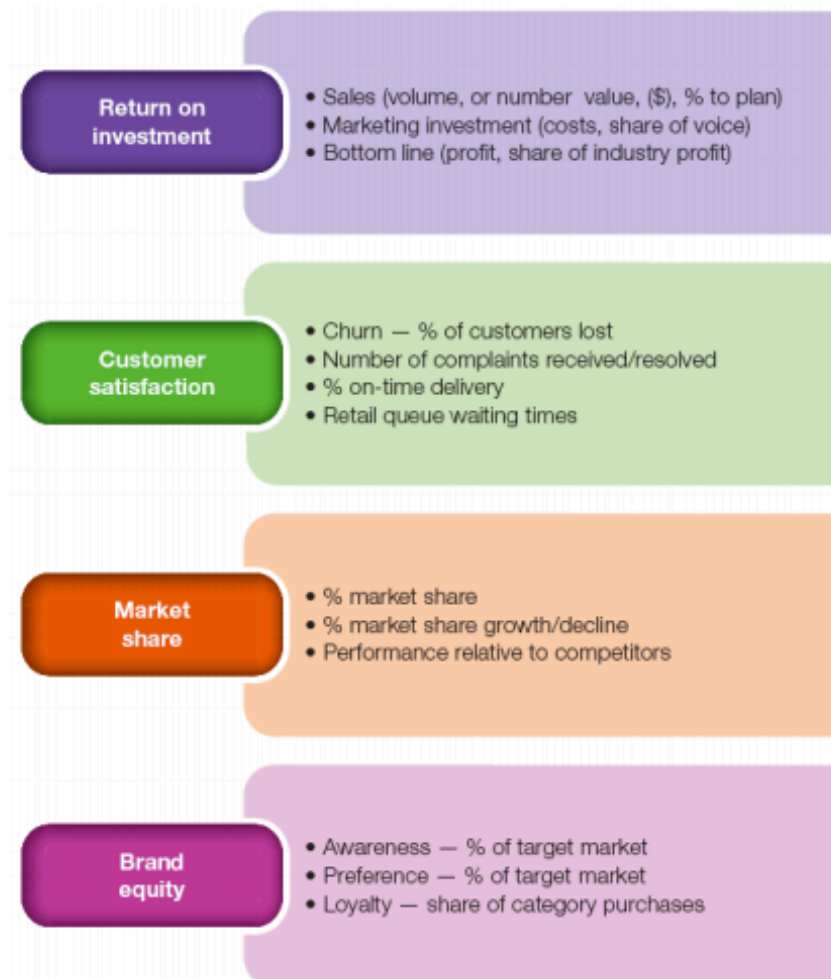 Return on
investment
• Sales (volume, or number value, ($), % to plan)
• Marketing investment (costs, share of voice)
• Bottom line (profit, share of industry profit)
Customer
satisfaction
• Churn — % of customers lost
• Number of complaints received/resolved
• % on-time delivery
• Retail queue waiting times
Market
share
• % market share
• % market share growth/decline
• Performance relative to competitors
Brand
equity
• Awareness — % of target market
• Preference — % of target market
• Loyalty — share of category purchases